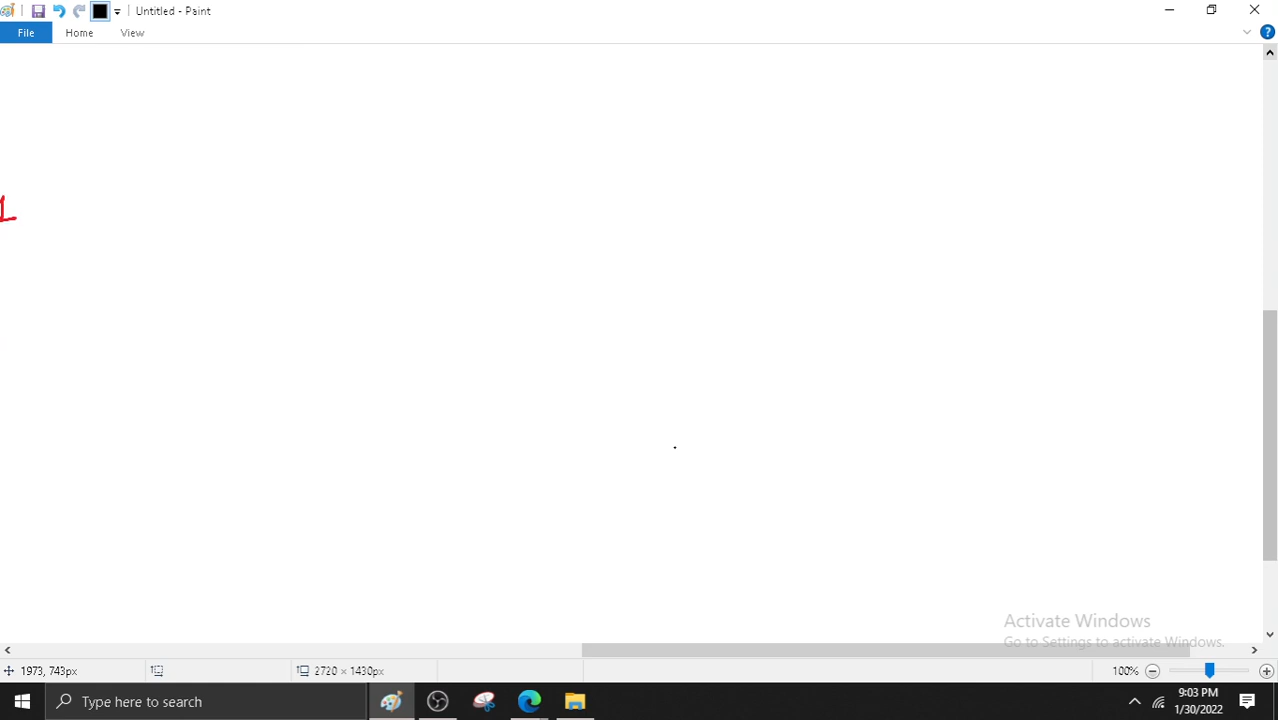 Untitled - Paint
File Home View
1
Activate Windows
Go to Settings to activate Windows.
1973, 743px
2720 × 1430px
100%
Type here to search
9:03 PM
1/30/2022